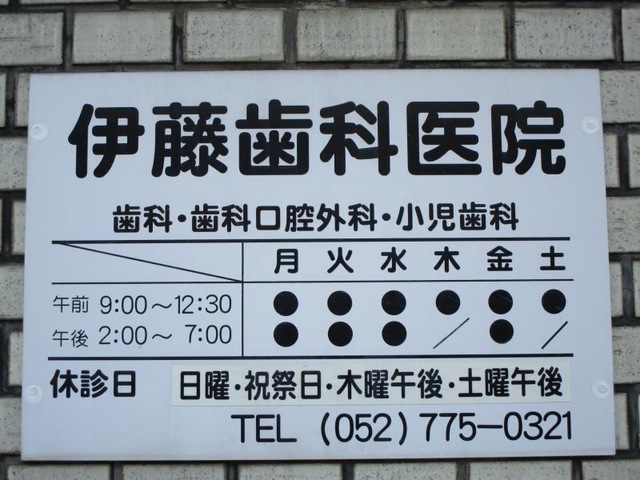 伊藤歯科医院
歯科・歯科口腔外科・小児歯科
月 火 水 木 金 土
午前 9:00〜12:30 ● ● ● ● ● ●
午後 2:00〜 7:00 ● ● ● ／ ● ／
休診日 日曜・祝祭日・木曜午後・土曜午後
TEL (052) 775-0321